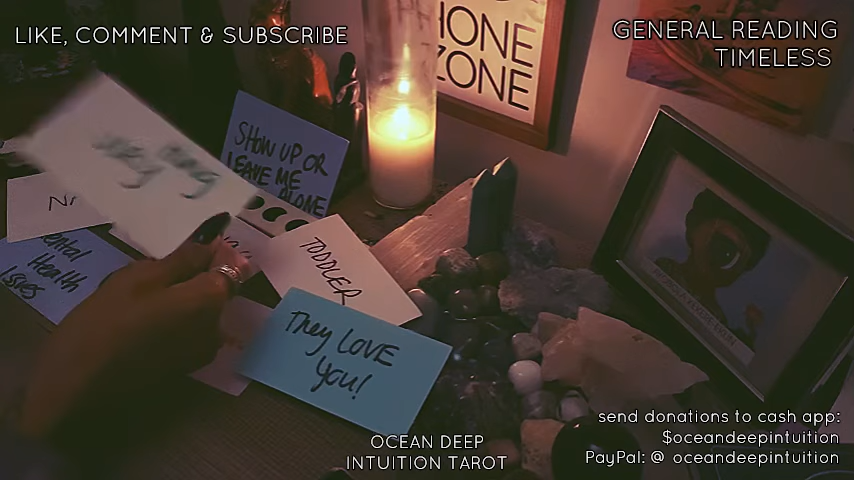 LIKE, COMMENT & SUBSCRIBE
GENERAL READING
TIMELESS
ZONE
SHOW UP OR
LEAVE ME
ALONE
TODDLER
Health
Issues
They LOVE
YOU!
OCEAN DEEP
INTUITION TAROT
send donations to cash app:
$oceandeepintuition
PayPal: @ oceandeepintuition